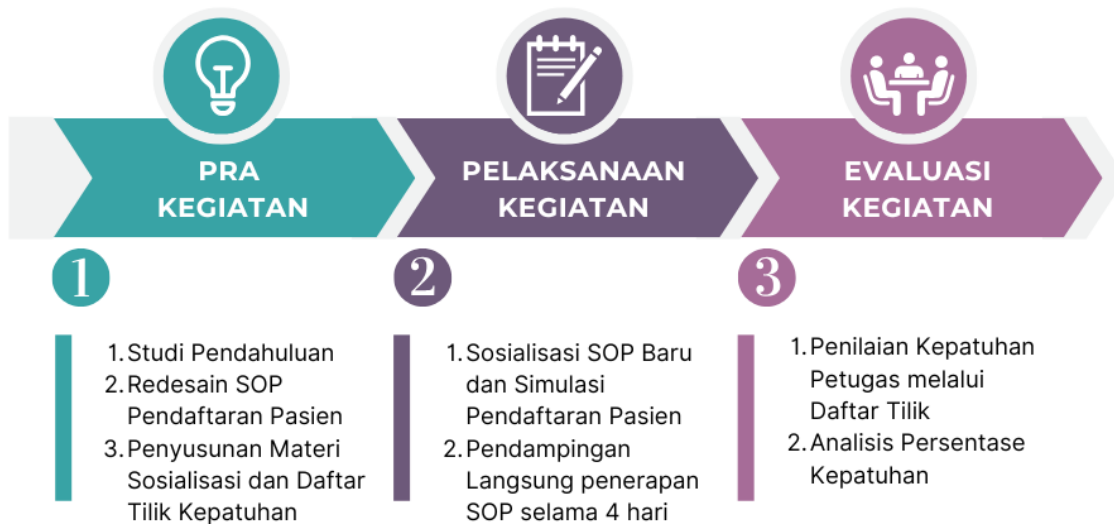 PRA
KEGIATAN
PELAKSANAAN
KEGIATAN
EVALUASI
KEGIATAN
1
1. Studi Pendahuluan
2. Redesain SOP
Pendaftaran Pasien
3. Penyusunan Materi
Sosialisasi dan Daftar
Tilik Kepatuhan
2
1. Sosialisasi SOP Baru
dan Simulasi
Pendaftaran Pasien
2. Pendampingan
Langsung penerapan
SOP selama 4 hari
3
1. Penilaian Kepatuhan
Petugas melalui
Daftar Tilik
2. Analisis Persentase
Kepatuhan